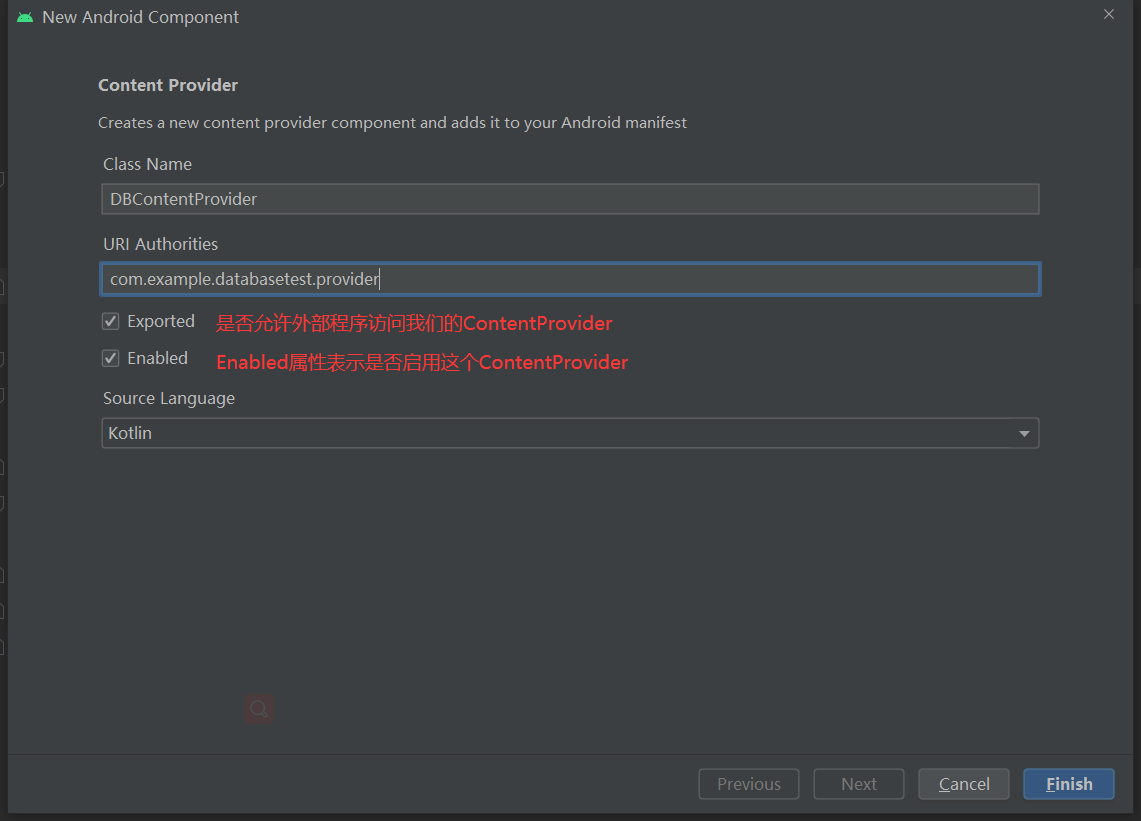 New Android Component
Content Provider
Creates a new content provider component and adds it to your Android manifest
Class Name
DBContentProvider
URI Authorities
com.example.databasetest.provider
Exported 是否允许外部程序访问我们的ContentProvider
Enabled Enabled属性表示是否启用这个ContentProvider
Source Language
Kotlin
Previous Next Cancel Finish